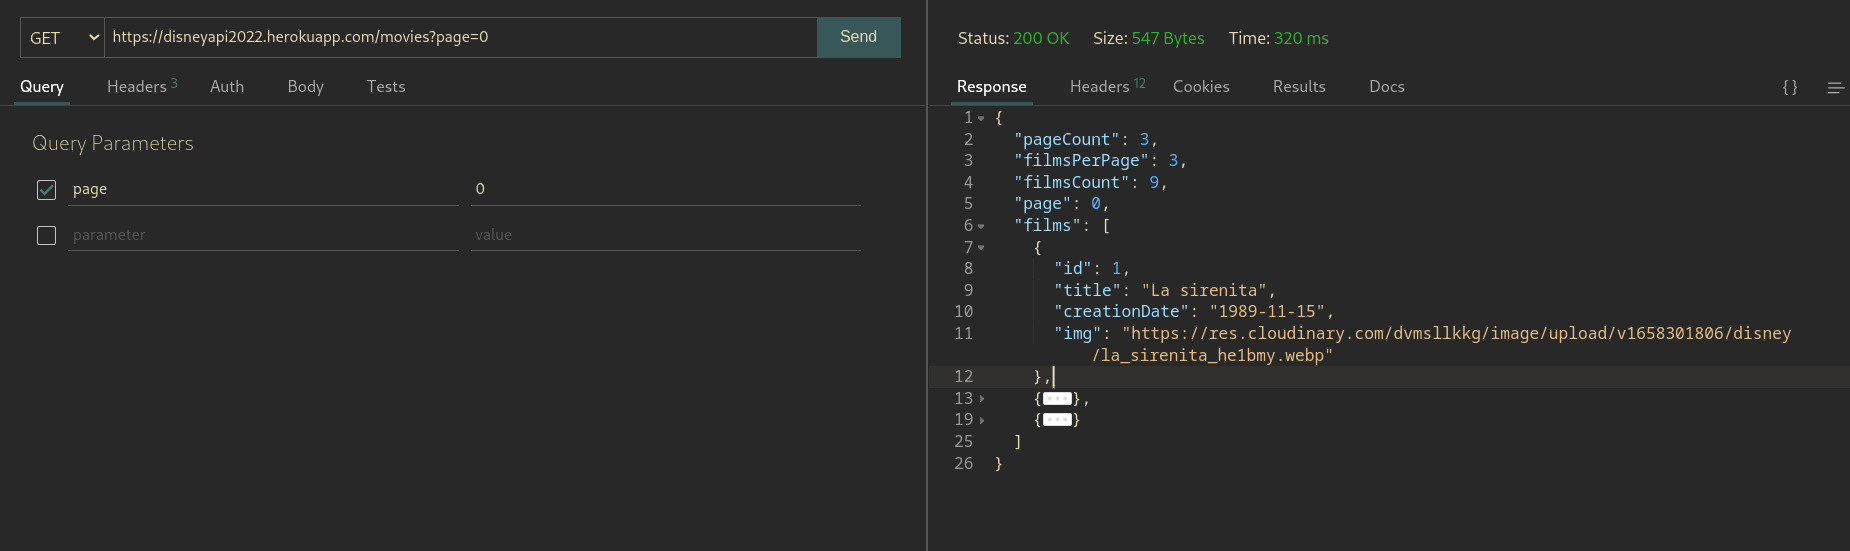 GET https://disneyapi2022.herokuapp.com/movies?page=0 Send
Query Headers 3 Auth Body Tests
Query Parameters
page 0
parameter value
Status: 200 OK Size: 547 Bytes Time: 320 ms
Response Headers 12 Cookies Results Docs { }
1 {
2 "pageCount": 3,
3 "filmsPerPage": 3,
4 "filmsCount": 9,
5 "page": 0,
6 "films": [
7 {
8 "id": 1,
9 "title": "La sirenita",
10 "creationDate": "1989-11-15",
11 "img": "https://res.cloudinary.com/dvmsllkkg/image/upload/v1658301806/disney
/la_sirenita_he1bmy.webp"
12 },
13 {...},
19 {...}
25 ]
26 }